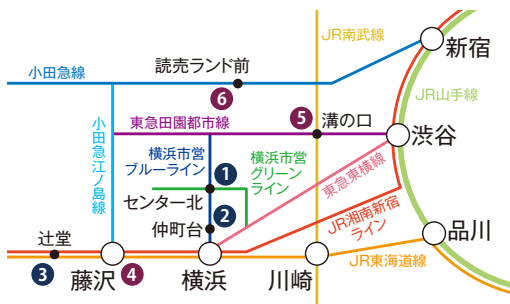 JR南武線
新宿
小田急線
読売ランド前
6
JR山手線
小田急江ノ島線
東急田園都市線
5
溝の口
渋谷
横浜市営
ブルーライン
1
横浜市営
グリーン
ライン
東急東横線
センター北
仲町台
2
JR湘南新宿
ライン
品川
辻堂
3
藤沢
4
横浜
川崎
JR東海道線